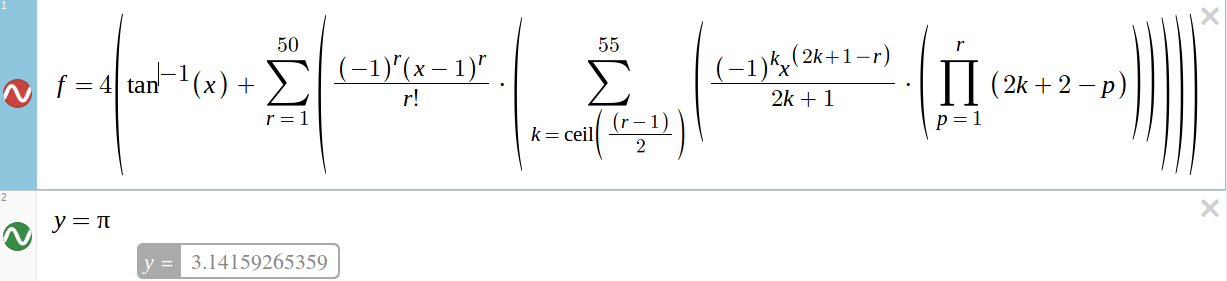 1
f = 4(tan⁻¹(x) + ∑_{r=1}^{50} ( (-1)^r (x-1)^r / r! · ( ∑_{k=ceil((r-1)/2)}^{55} ( (-1)^k x^(2k+1-r) / 2k+1 · ( ∏_{p=1}^{r} (2k+2-p) ) ) ) ) )
2
y = π
y = 3.14159265359